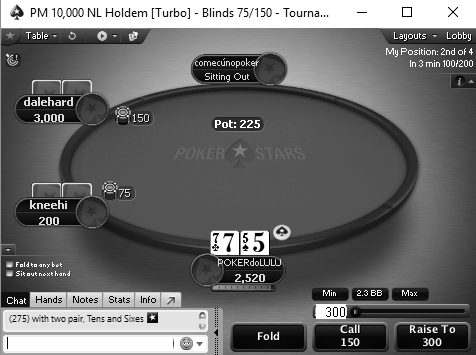 PM 10,000 NL Holdem [Turbo] - Blinds 75/150 - Tourna...
Table
Layouts
Lobby
My Position: 2nd of 4
In 3 min 100/200
comecúnopoker
Sitting Out
dalehard
3,000
150
Pot: 225
POKER STARS
75
kneehi
200
7 7 5 5
POKERdoLULU
2,520
Fold to any bet
Sit out next hand
Min
2.3 BB
Max
300
Chat
Hands
Notes
Stats
Info
(275) with two pair, Tens and Sixes
Fold
Call
150
Raise To
300